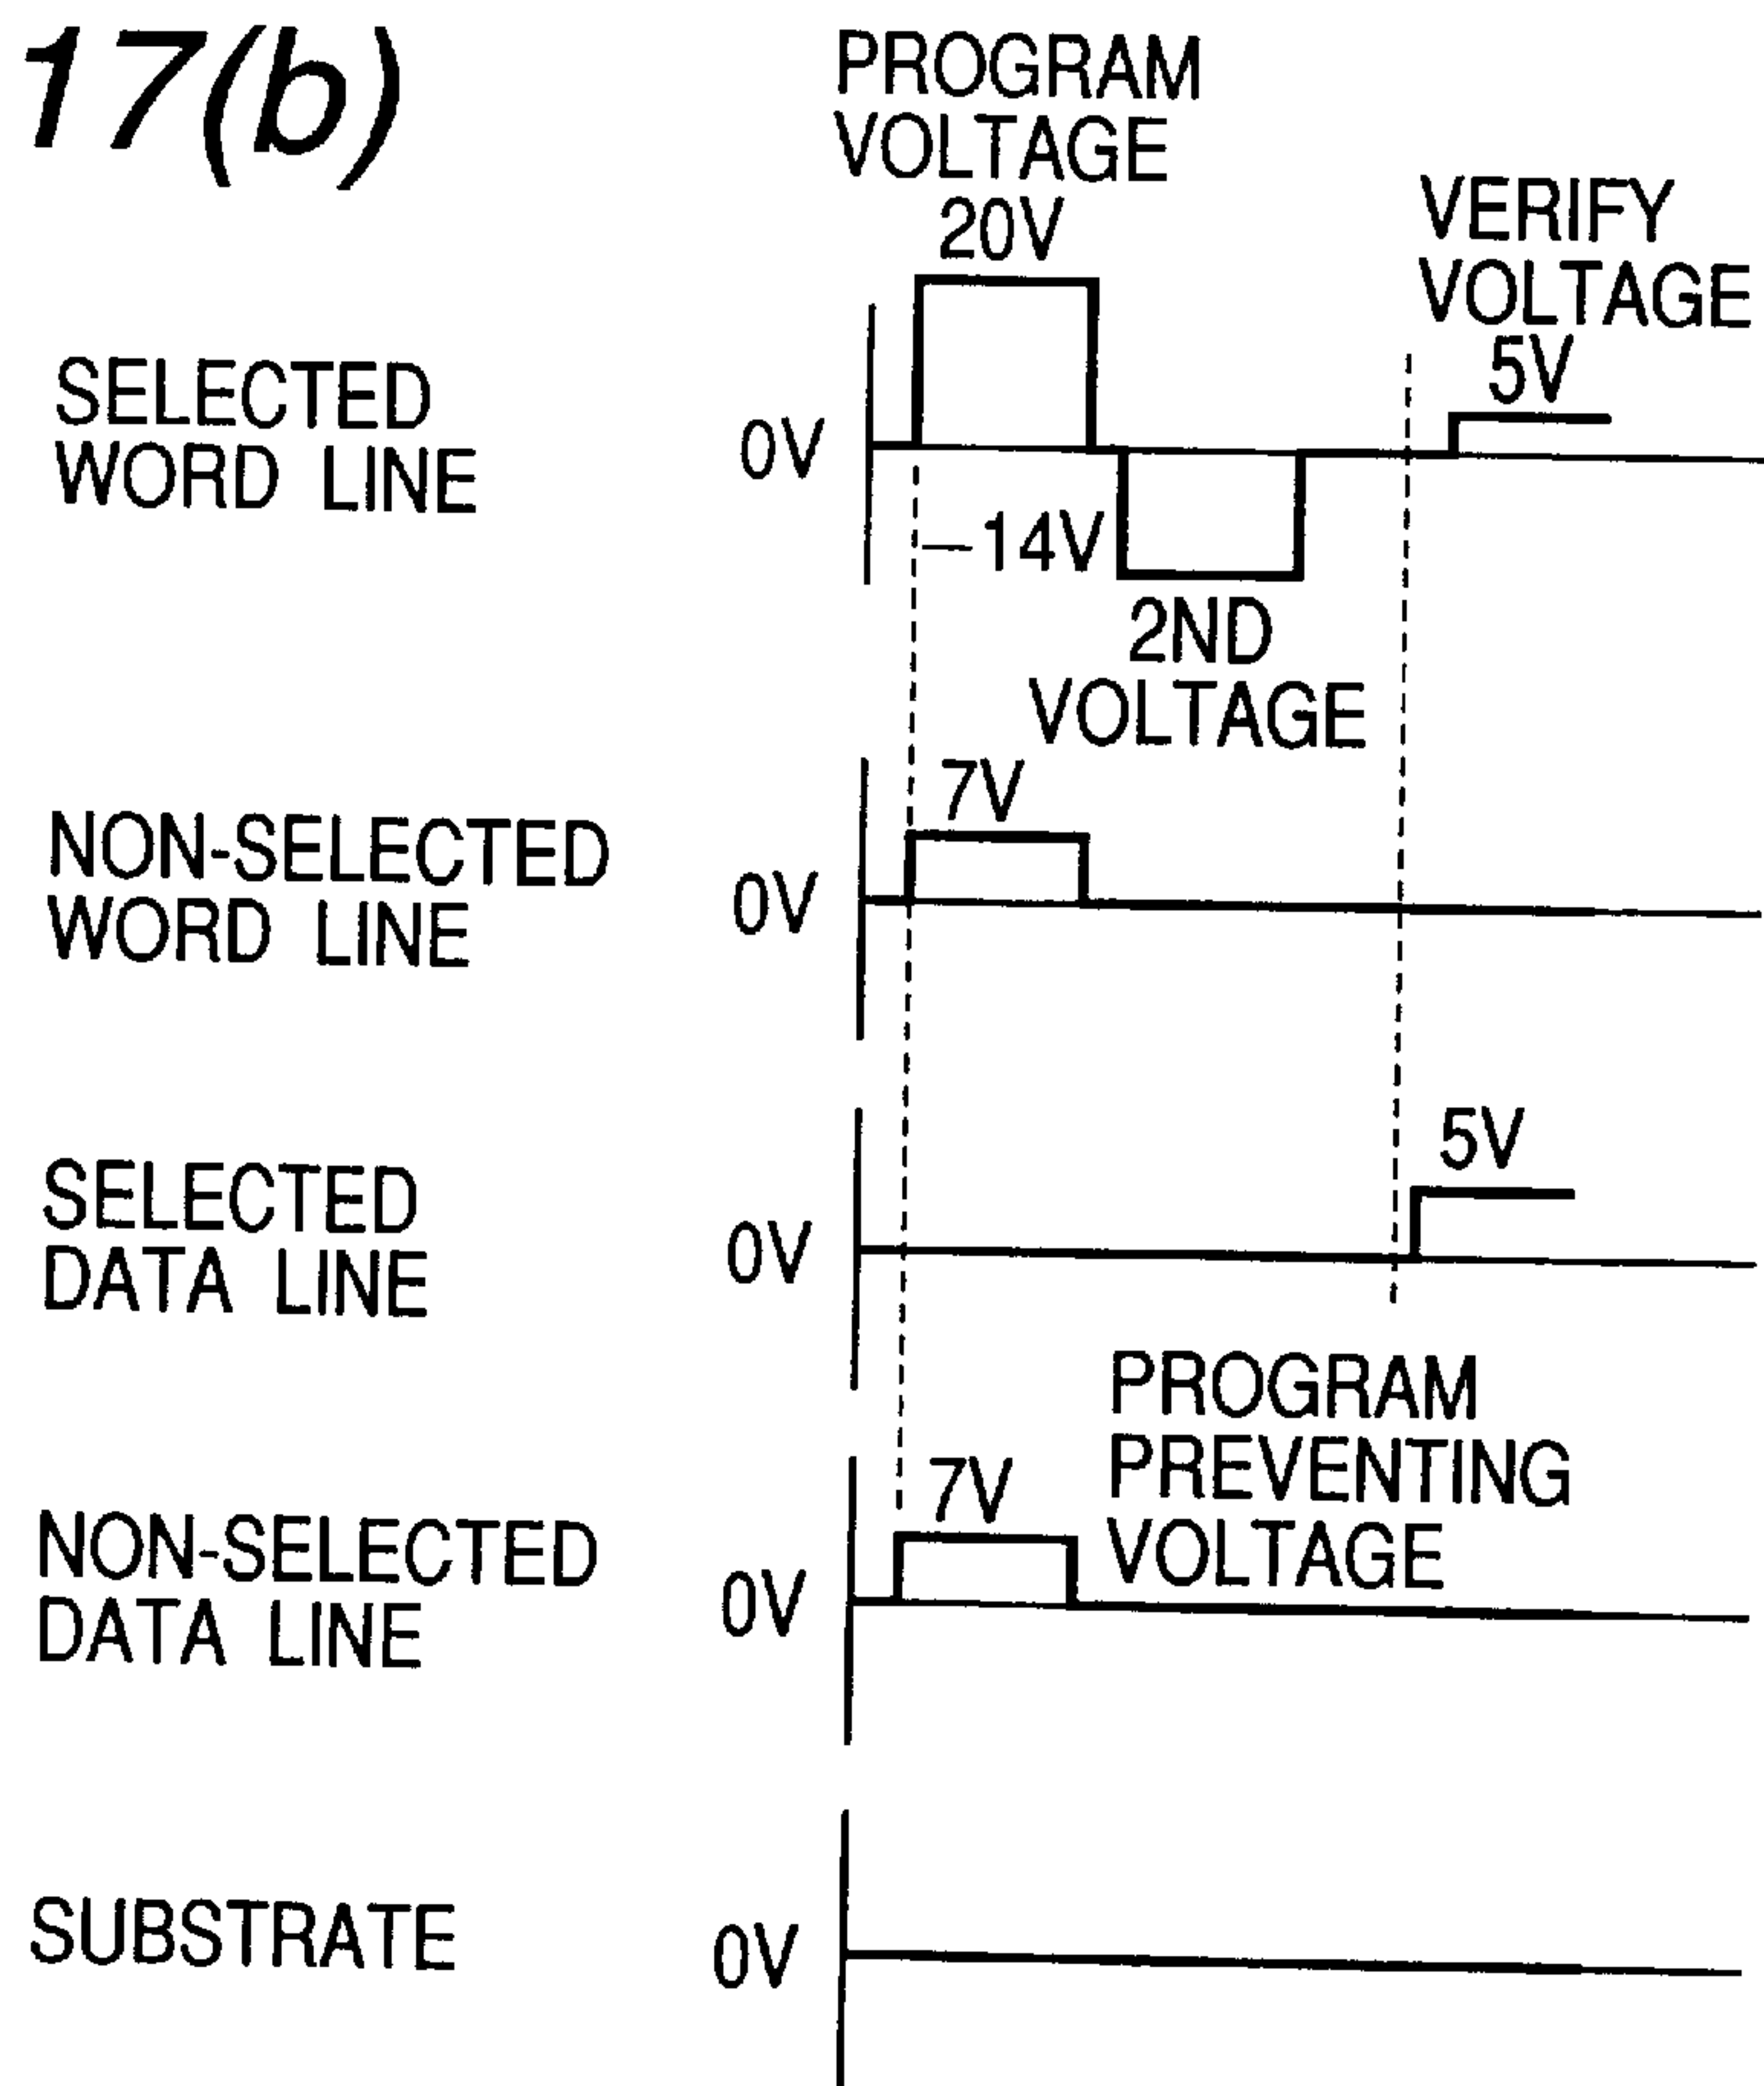 17(b)
PROGRAM
VOLTAGE
20V
VERIFY
VOLTAGE
5V
SELECTED
WORD LINE
0V
-14V
2ND
VOLTAGE
7V
NON-SELECTED
WORD LINE
0V
5V
SELECTED
DATA LINE
0V
PROGRAM
PREVENTING
VOLTAGE
7V
NON-SELECTED
DATA LINE
0V
SUBSTRATE
0V